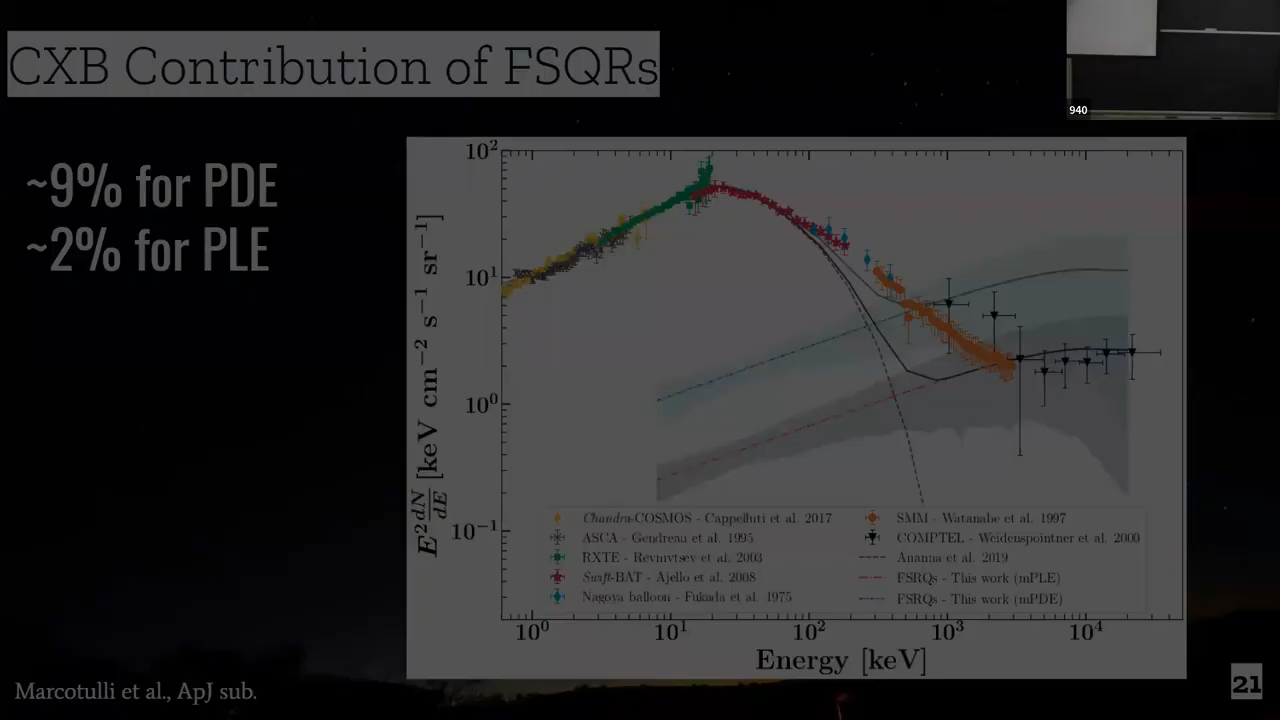 CXB Contribution of FSQRs
940
~9% for PDE
~2% for PLE
10² 10¹ 10⁰ 10⁻¹
E² dN/dE [keV cm⁻² s⁻¹ sr⁻¹]
Chandra-COSMOS - Cappelluti et al. 2017
ASCA - Gendreau et al. 1995
RXTE - Revnivtsev et al. 2003
Swift-BAT - Ajello et al. 2008
Nagoya balloon - Fukada et al. 1975
SMM - Watanabe et al. 1997
COMPTEL - Weidenspointner et al. 2000
Ananna et al. 2019
FSRQs - This work (mPLE)
FSRQs - This work (mPDE)
10⁰ 10¹ 10² 10³ 10⁴
Energy [keV]
Marcotulli et al., ApJ sub.
21